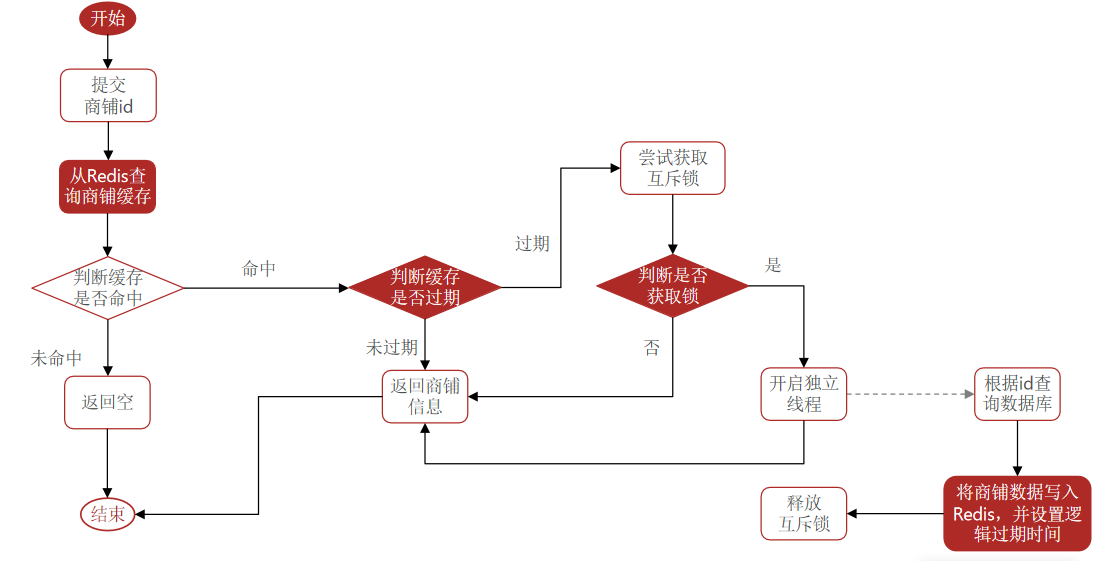 开始
提交
商铺id
从Redis查
询商铺缓存
判断缓存
是否命中
命中
未命中
返回空
结束
判断缓存
是否过期
过期
未过期
返回商铺
信息
尝试获取
互斥锁
判断是否
获取锁
是
否
开启独立
线程
根据id查
询数据库
将商铺数据写入
Redis，并设置逻
辑过期时间
释放
互斥锁